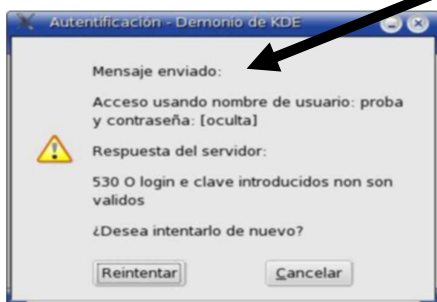 Autentificación - Demonio de KDE
Mensaje enviado:
Acceso usando nombre de usuario: proba
y contraseña: [oculta]
Respuesta del servidor:
530 O login e clave introducidos non son
validos
¿Desea intentarlo de nuevo?
Reintentar Cancelar